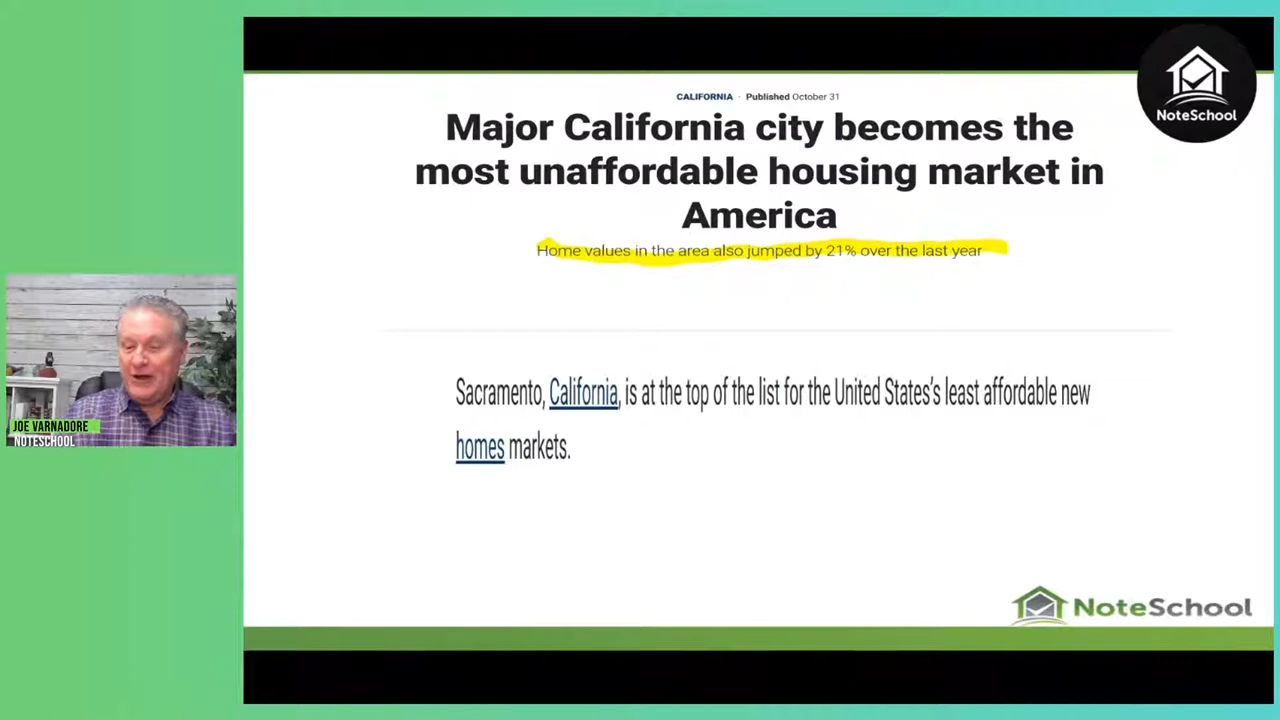 CALIFORNIA · Published October 31
Major California city becomes the
most unaffordable housing market in
America
Home values in the area also jumped by 21% over the last year
Sacramento, California, is at the top of the list for the United States's least affordable new
homes markets.
NoteSchool
JOE VARNADORE
NOTESCHOOL
NoteSchool